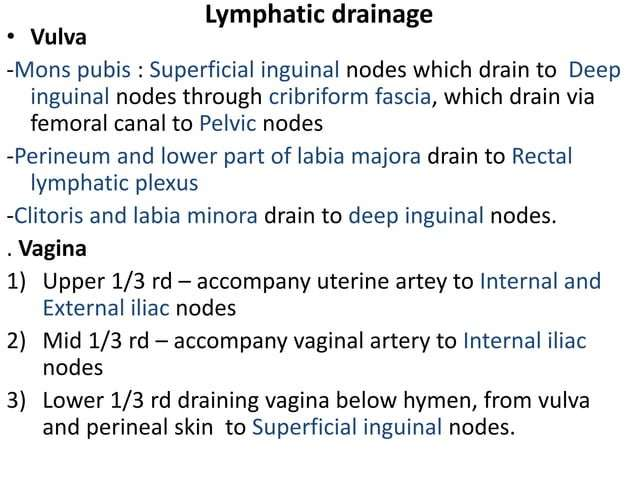 Lymphatic drainage
• Vulva
-Mons pubis : Superficial inguinal nodes which drain to Deep
inguinal nodes through cribriform fascia, which drain via
femoral canal to Pelvic nodes
-Perineum and lower part of labia majora drain to Rectal
lymphatic plexus
-Clitoris and labia minora drain to deep inguinal nodes.
. Vagina
1) Upper 1/3 rd – accompany uterine artey to Internal and
External iliac nodes
2) Mid 1/3 rd – accompany vaginal artery to Internal iliac
nodes
3) Lower 1/3 rd draining vagina below hymen, from vulva
and perineal skin to Superficial inguinal nodes.